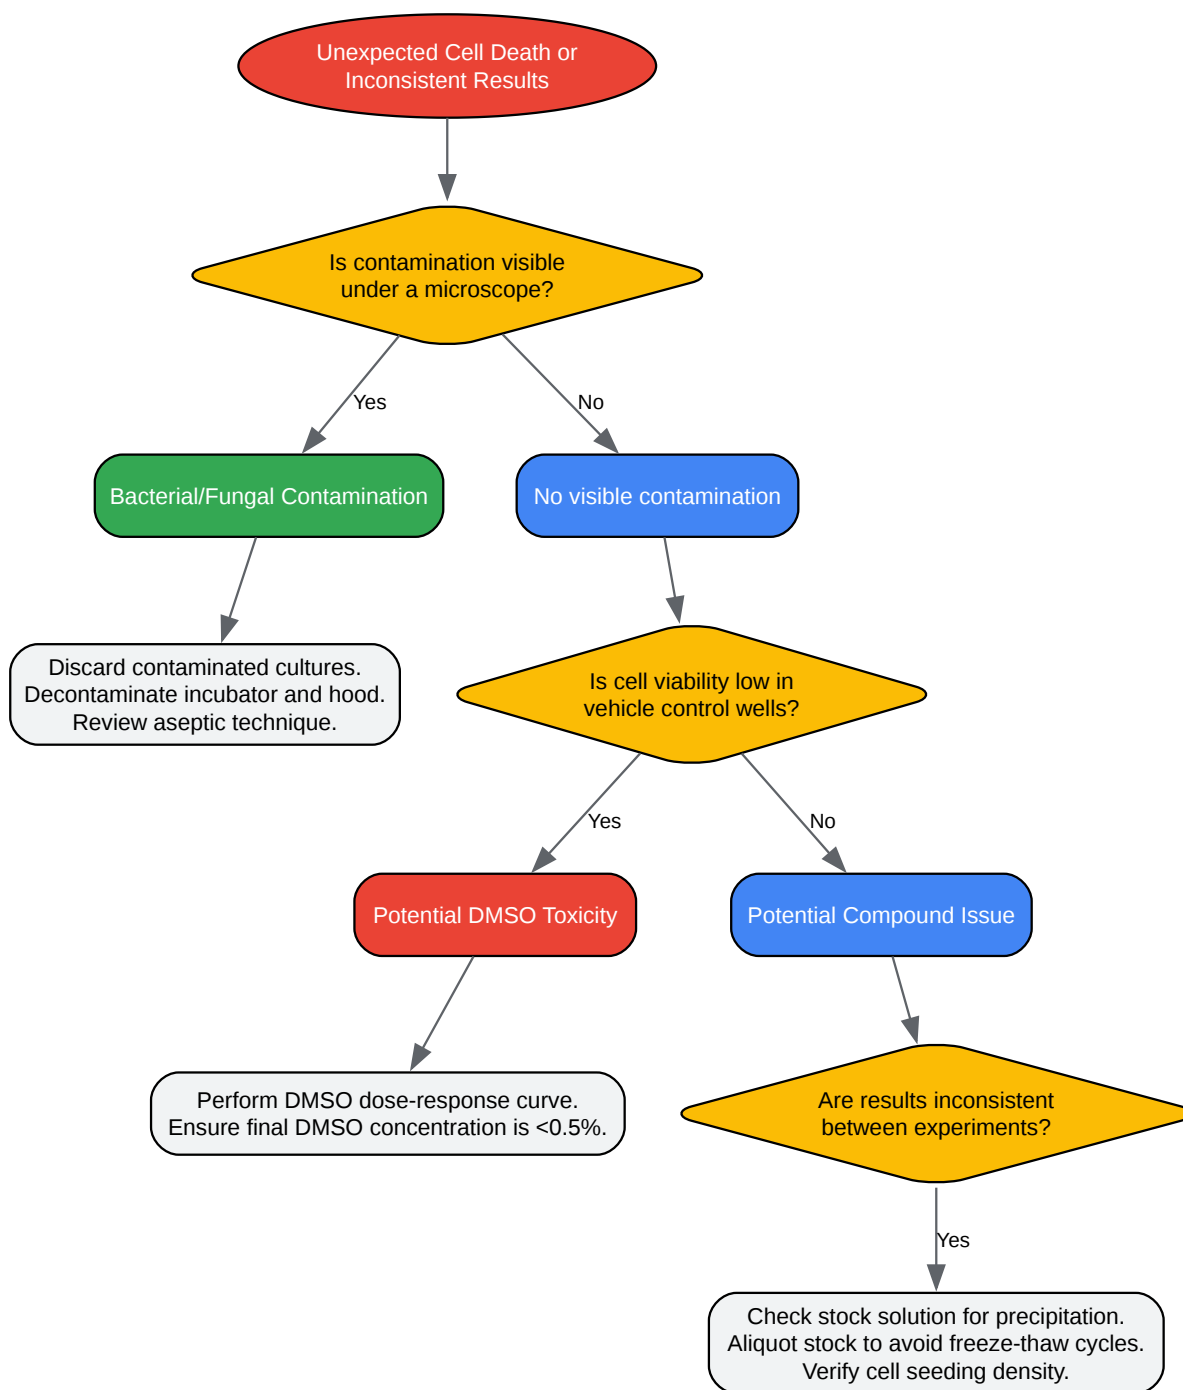 Unexpected Cell Death or
Inconsistent Results
Is contamination visible
under a microscope?
Yes
No
Bacterial/Fungal Contamination
No visible contamination
Discard contaminated cultures.
Decontaminate incubator and hood.
Review aseptic technique.
Is cell viability low in
vehicle control wells?
Yes
No
Potential DMSO Toxicity
Potential Compound Issue
Perform DMSO dose-response curve.
Ensure final DMSO concentration is <0.5%.
Are results inconsistent
between experiments?
Yes
Check stock solution for precipitation.
Aliquot stock to avoid freeze-thaw cycles.
Verify cell seeding density.